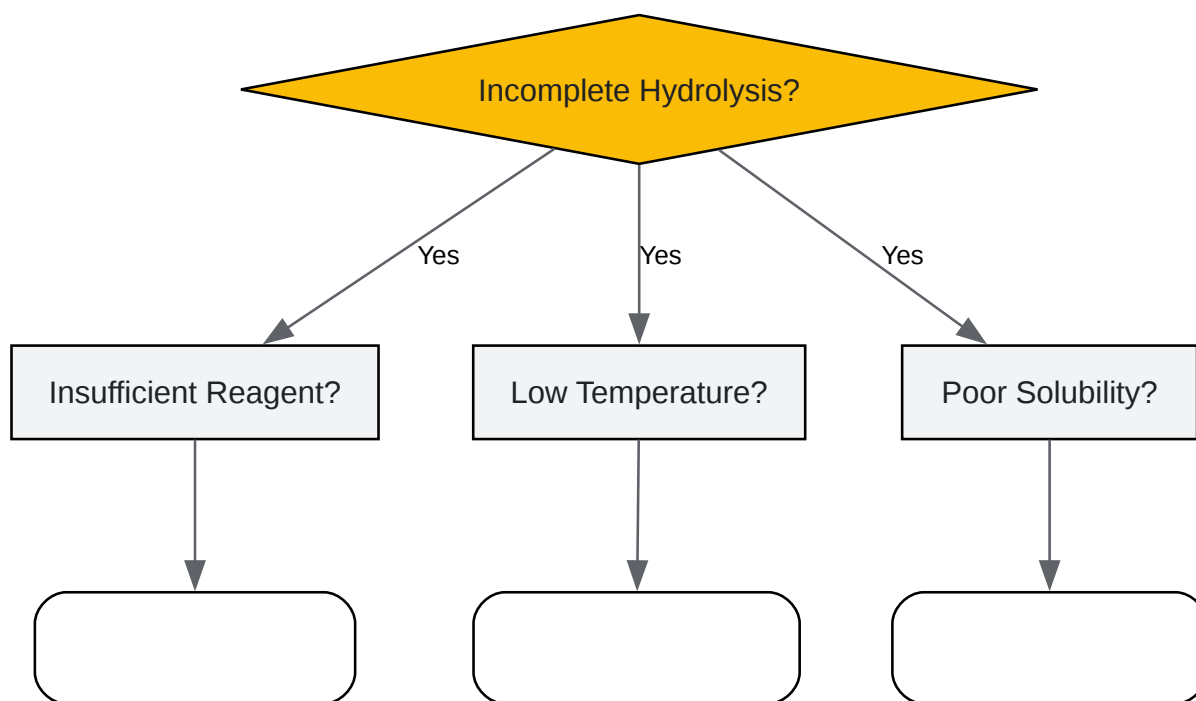 Incomplete Hydrolysis?
Yes
Yes
Yes
Insufficient Reagent?
Low Temperature?
Poor Solubility?